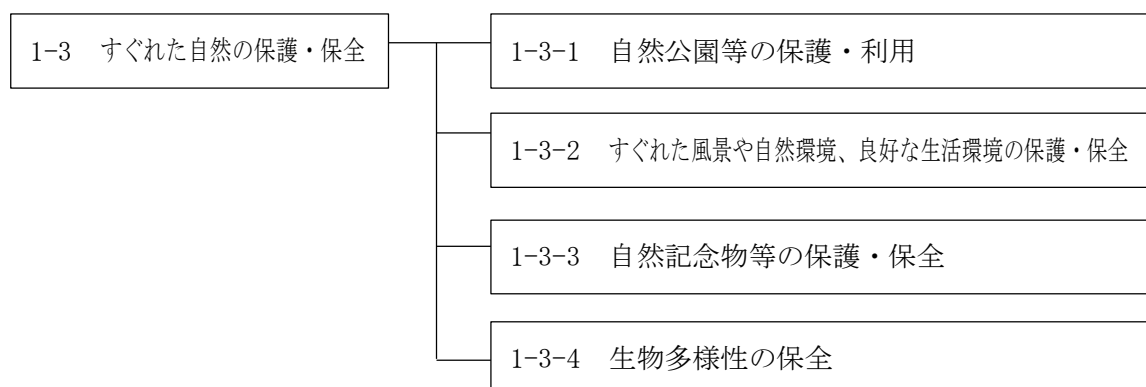 1-3　すぐれた自然の保護・保全
1-3-1　自然公園等の保護・利用
1-3-2　すぐれた風景や自然環境、良好な生活環境の保護・保全
1-3-3　自然記念物等の保護・保全
1-3-4　生物多様性の保全